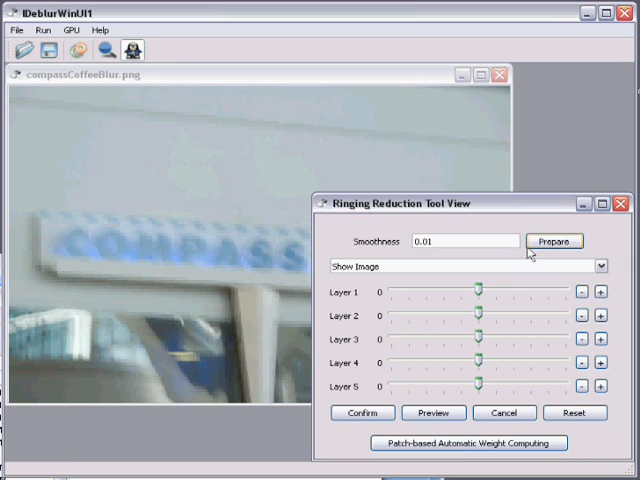 IDeblurWinUI1
File Run GPU Help
compassCoffeeBlur.png
COMPASS
Ringing Reduction Tool View
Smoothness 0.01 Prepare
Show Image
Layer 1 0 - +
Layer 2 0 - +
Layer 3 0 - +
Layer 4 0 - +
Layer 5 0 - +
Confirm Preview Cancel Reset
Patch-based Automatic Weight Computing